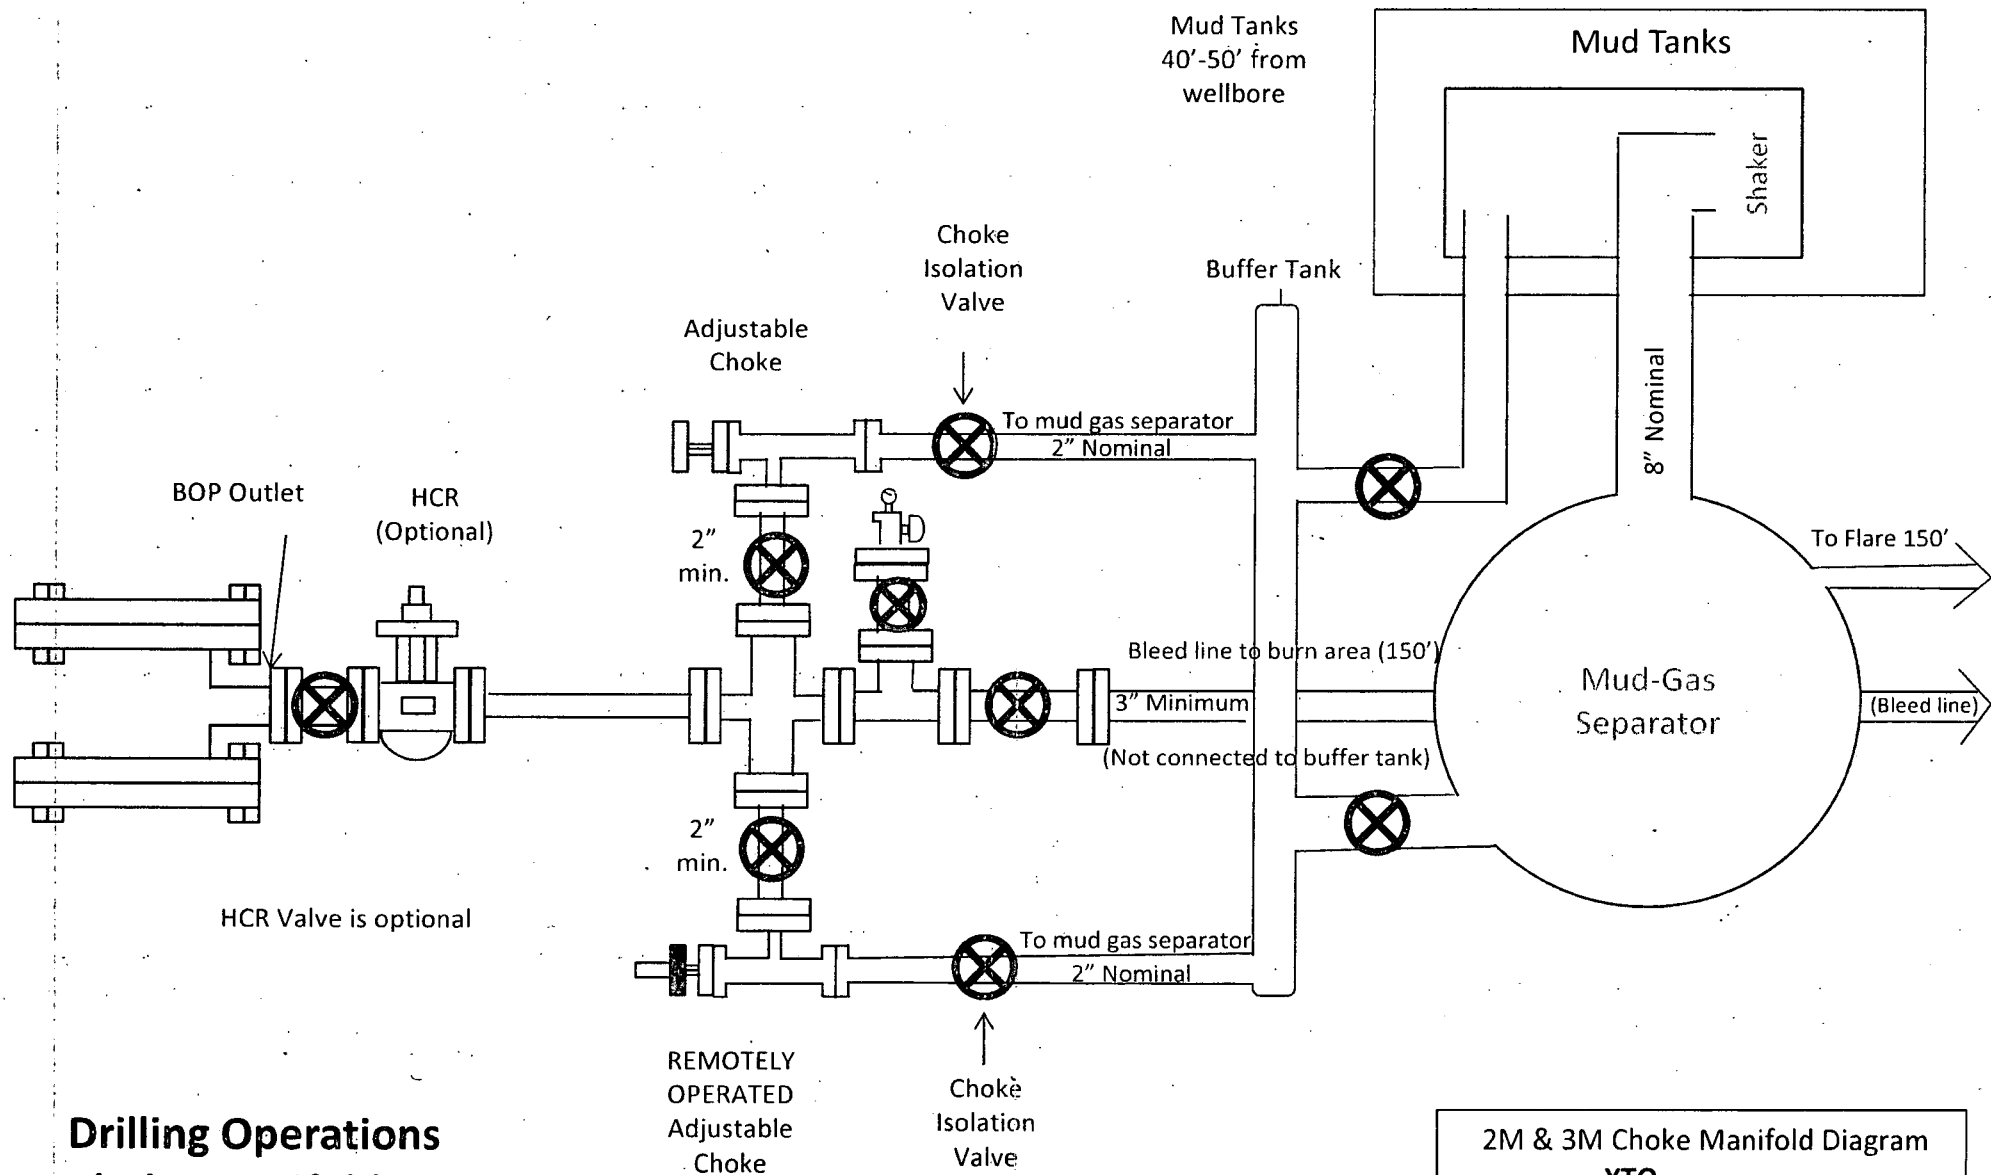 Mud Tanks
40'-50' from
wellbore
Mud Tanks
Shaker
Choke
Isolation
Valve
Buffer Tank
Adjustable
Choke
8" Nominal
To mud gas separator
2" Nominal
BOP Outlet
HCR
(Optional)
2"
min.
To Flare 150'
Bleed line to burn area (150')
3" Minimum
(Not connected to buffer tank)
Mud-Gas
Separator
(Bleed line)
2"
min.
HCR Valve is optional
To mud gas separator
2" Nominal
REMOTELY
OPERATED
Adjustable
Choke
Choke
Isolation
Valve
Drilling Operations
2M & 3M Choke Manifold Diagram
XTO